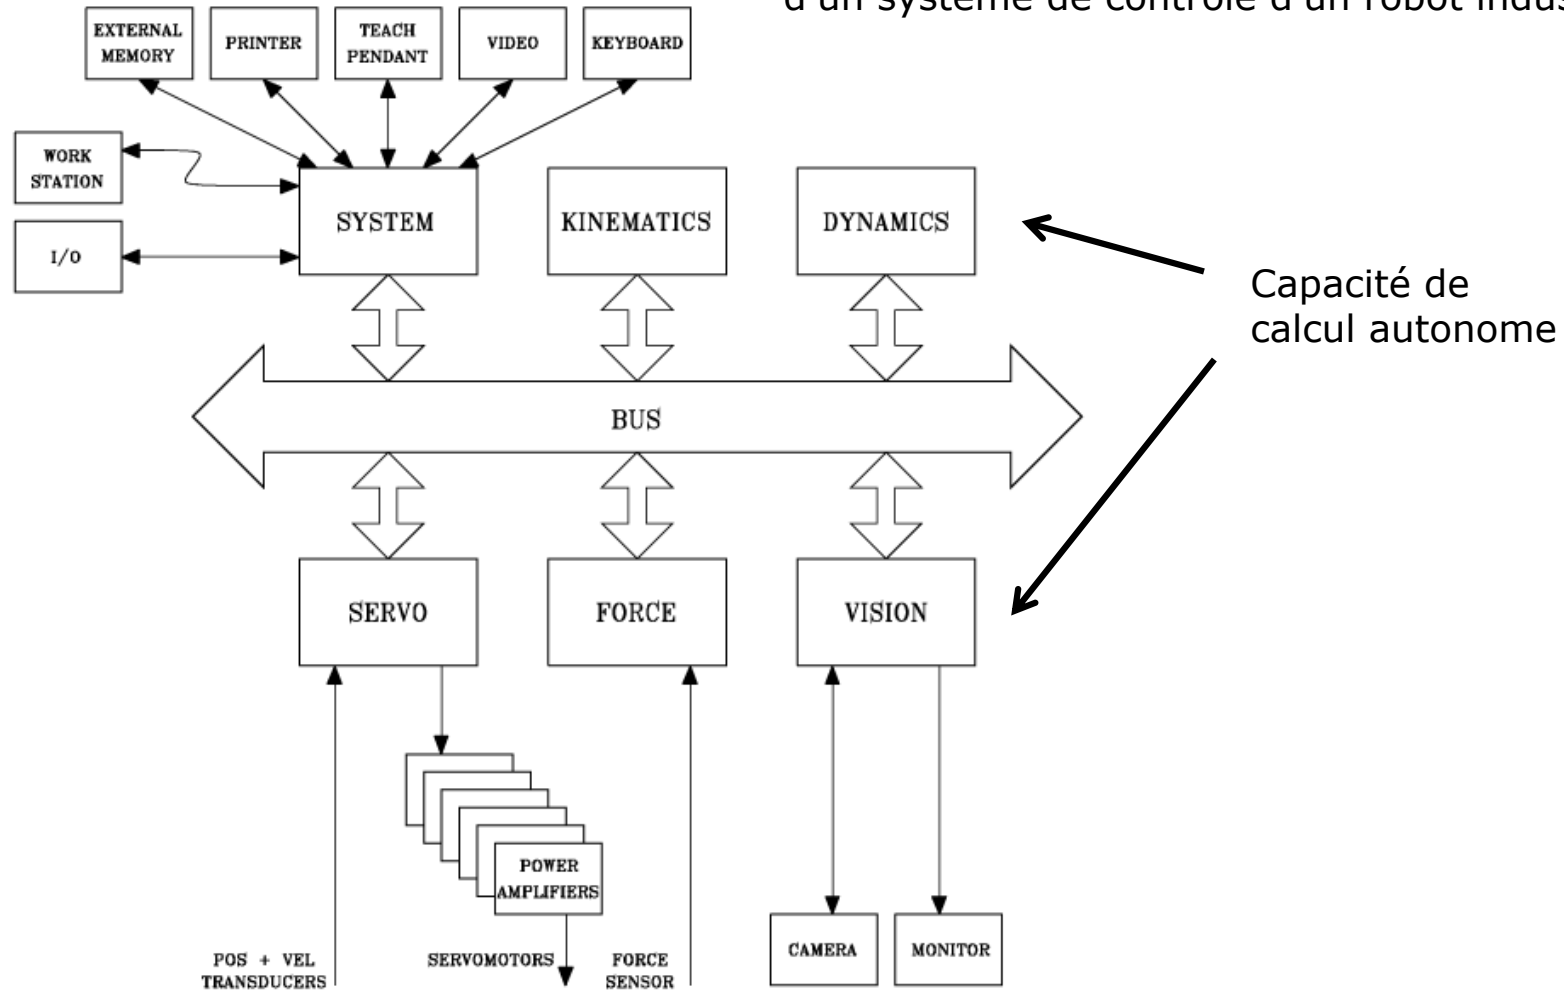 d'un système de contrôle d'un robot
EXTERNAL
MEMORY
PRINTER
TEACH
PENDANT
VIDEO
KEYBOARD
WORK
STATION
I/O
SYSTEM
KINEMATICS
DYNAMICS
Capacité de
calcul autonome
BUS
SERVO
FORCE
VISION
POWER
AMPLIFIERS
POS + VEL
TRANSDUCERS
SERVOMOTORS
FORCE
SENSOR
CAMERA
MONITOR